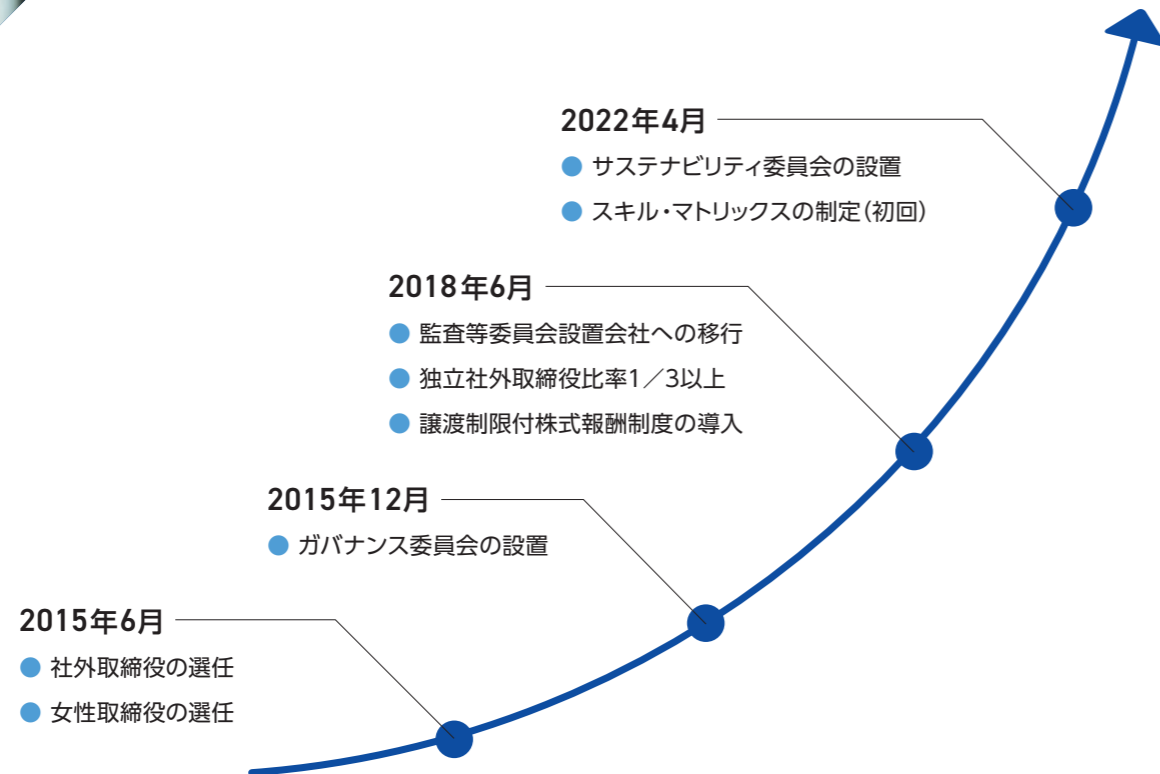 2022年4月
サステナビリティ委員会の設置
スキル・マトリックスの制定(初回)
2018年6月
監査等委員会設置会社への移行
独立社外取締役比率1／3以上
譲渡制限付株式報酬制度の導入
2015年12月
ガバナンス委員会の設置
2015年6月
社外取締役の選任
女性取締役の選任